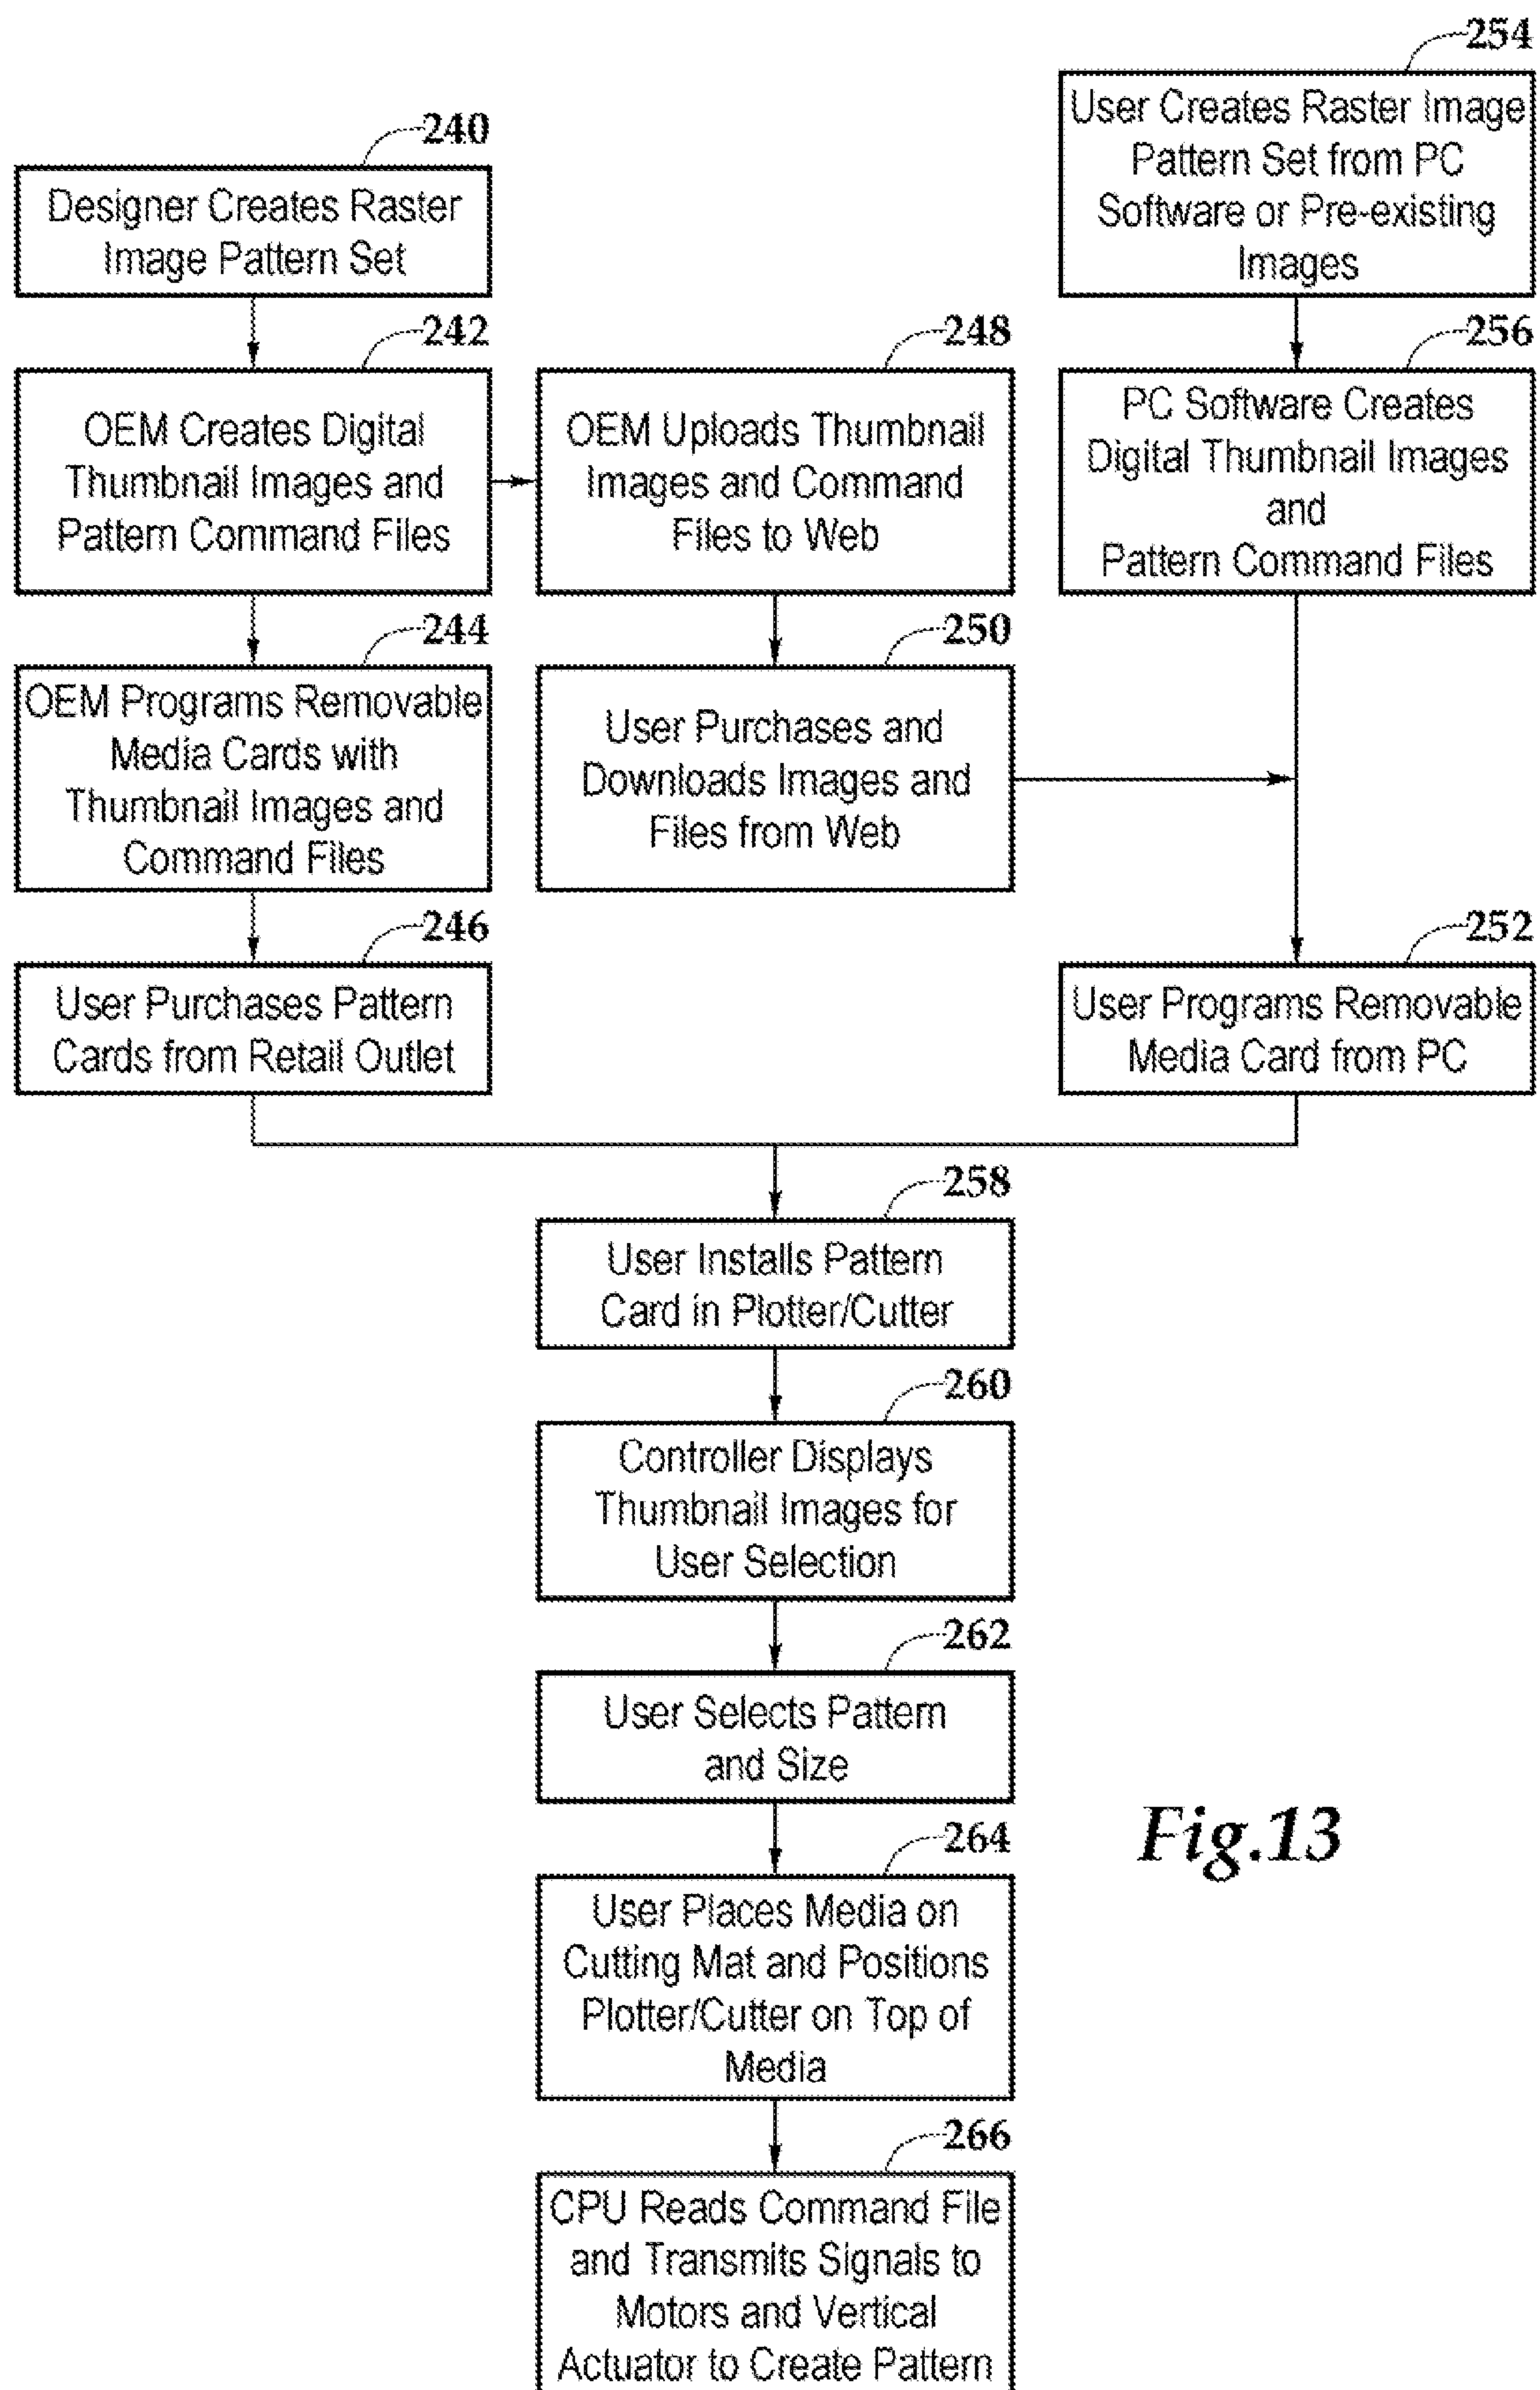 254
User Creates Raster Image
Pattern Set from PC
Software or Pre-existing
Images
240
Designer Creates Raster
Image Pattern Set
242
OEM Creates Digital
Thumbnail Images and
Pattern Command Files
248
OEM Uploads Thumbnail
Images and Command
Files to Web
256
PC Software Creates
Digital Thumbnail Images
and
Pattern Command Files
244
OEM Programs Removable
Media Cards with
Thumbnail Images and
Command Files
250
User Purchases and
Downloads Images and
Files from Web
246
User Purchases Pattern
Cards from Retail Outlet
252
User Programs Removable
Media Card from PC
258
User Installs Pattern
Card in Plotter/Cutter
260
Controller Displays
Thumbnail Images for
User Selection
262
User Selects Pattern
and Size
Fig.13
264
User Places Media on
Cutting Mat and Positions
Plotter/Cutter on Top of
Media
266
CPU Reads Command File
and Transmits Signals to
Motors and Vertical
Actuator to Create Pattern